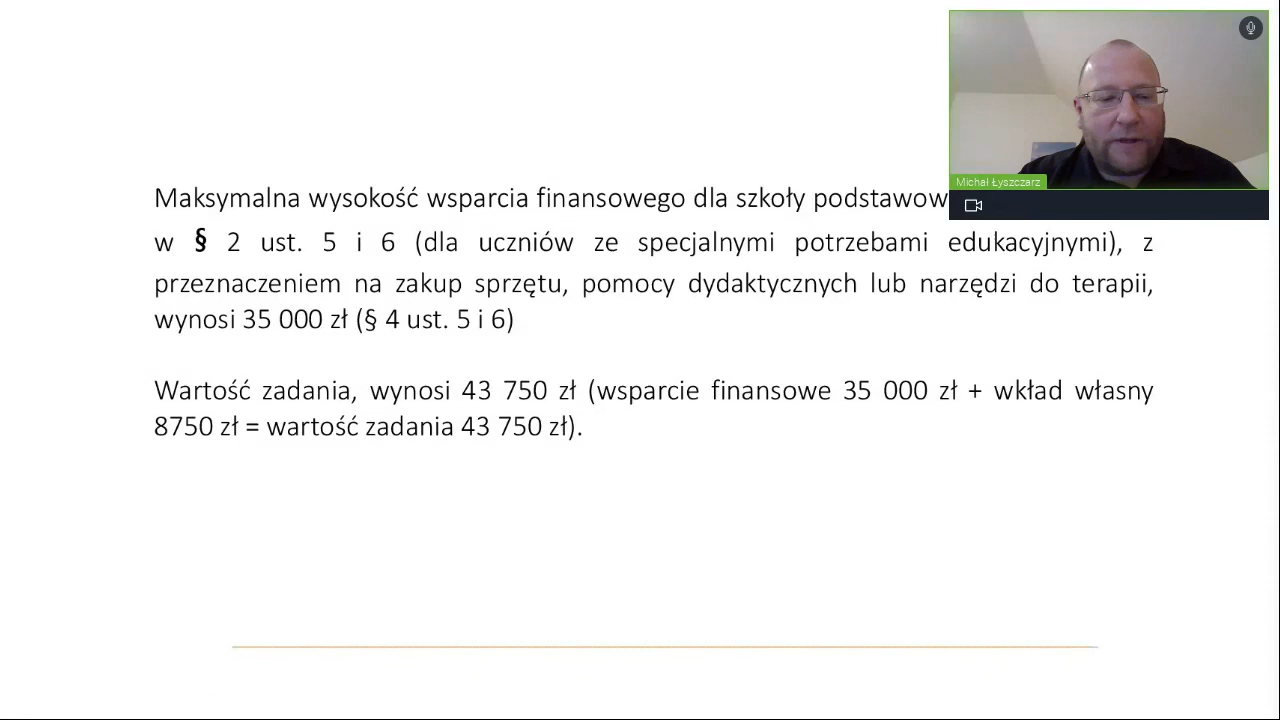 Michał Łyszczarz
Maksymalna wysokość wsparcia finansowego dla szkoły
w § 2 ust. 5 i 6 (dla uczniów ze specjalnymi potrzebami edukacyjnymi), z
przeznaczeniem na zakup sprzętu, pomocy dydaktycznych lub narzędzi do terapii,
wynosi 35 000 zł (§ 4 ust. 5 i 6)
Wartość zadania, wynosi 43 750 zł (wsparcie finansowe 35 000 zł + wkład własny
8750 zł = wartość zadania 43 750 zł).